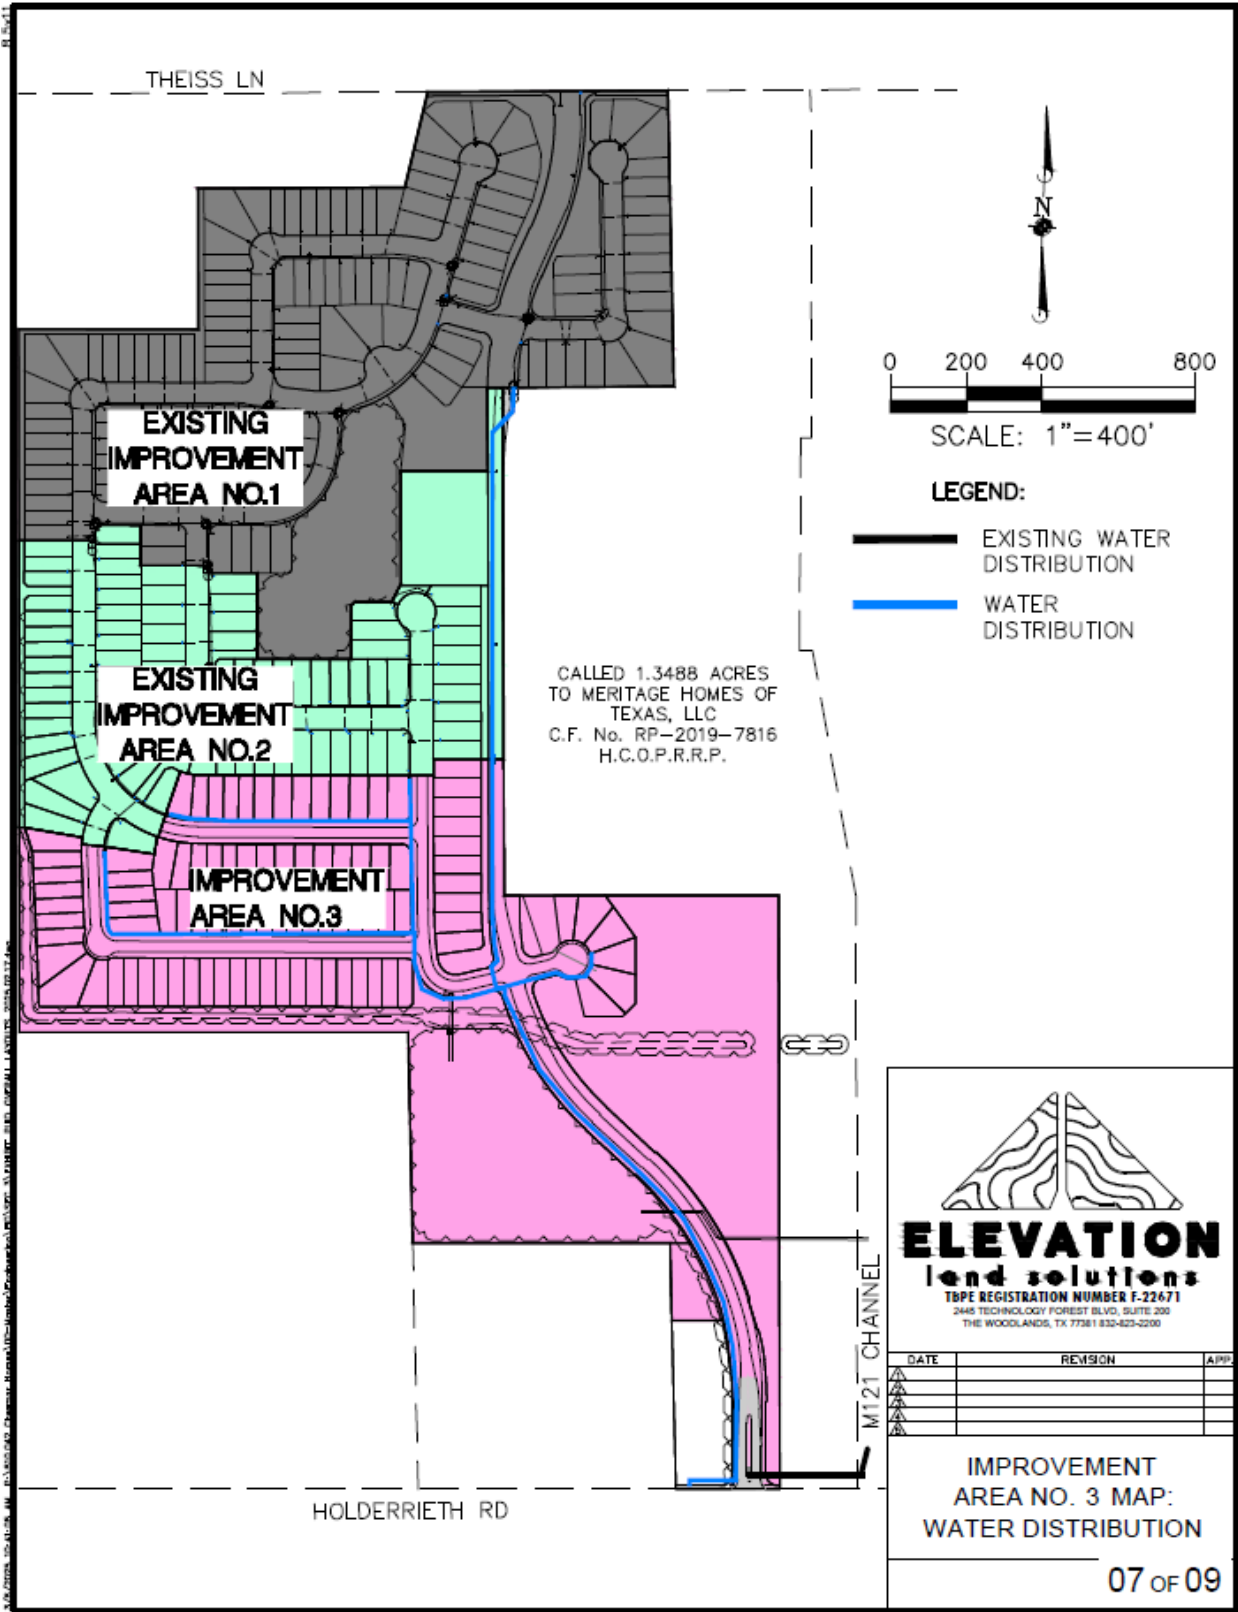 8.5x11
THEISS LN
N
0 200 400 800
SCALE: 1"=400'
LEGEND:
EXISTING WATER
DISTRIBUTION
WATER
DISTRIBUTION
EXISTING
IMPROVEMENT
AREA NO.1
EXISTING
IMPROVEMENT
AREA NO.2
CALLED 1.3488 ACRES
TO MERITAGE HOMES OF
TEXAS, LLC
C.F. No. RP-2019-7816
H.C.O.P.R.R.P.
IMPROVEMENT
AREA NO.3
M121 CHANNEL
HOLDERRIETH RD
ELEVATION
land solutions
TBPE REGISTRATION NUMBER F-22671
2445 TECHNOLOGY FOREST BLVD, SUITE 200
THE WOODLANDS, TX 77381 832-823-2200
DATE REVISION APP.
IMPROVEMENT
AREA NO. 3 MAP:
WATER DISTRIBUTION
07 OF 09